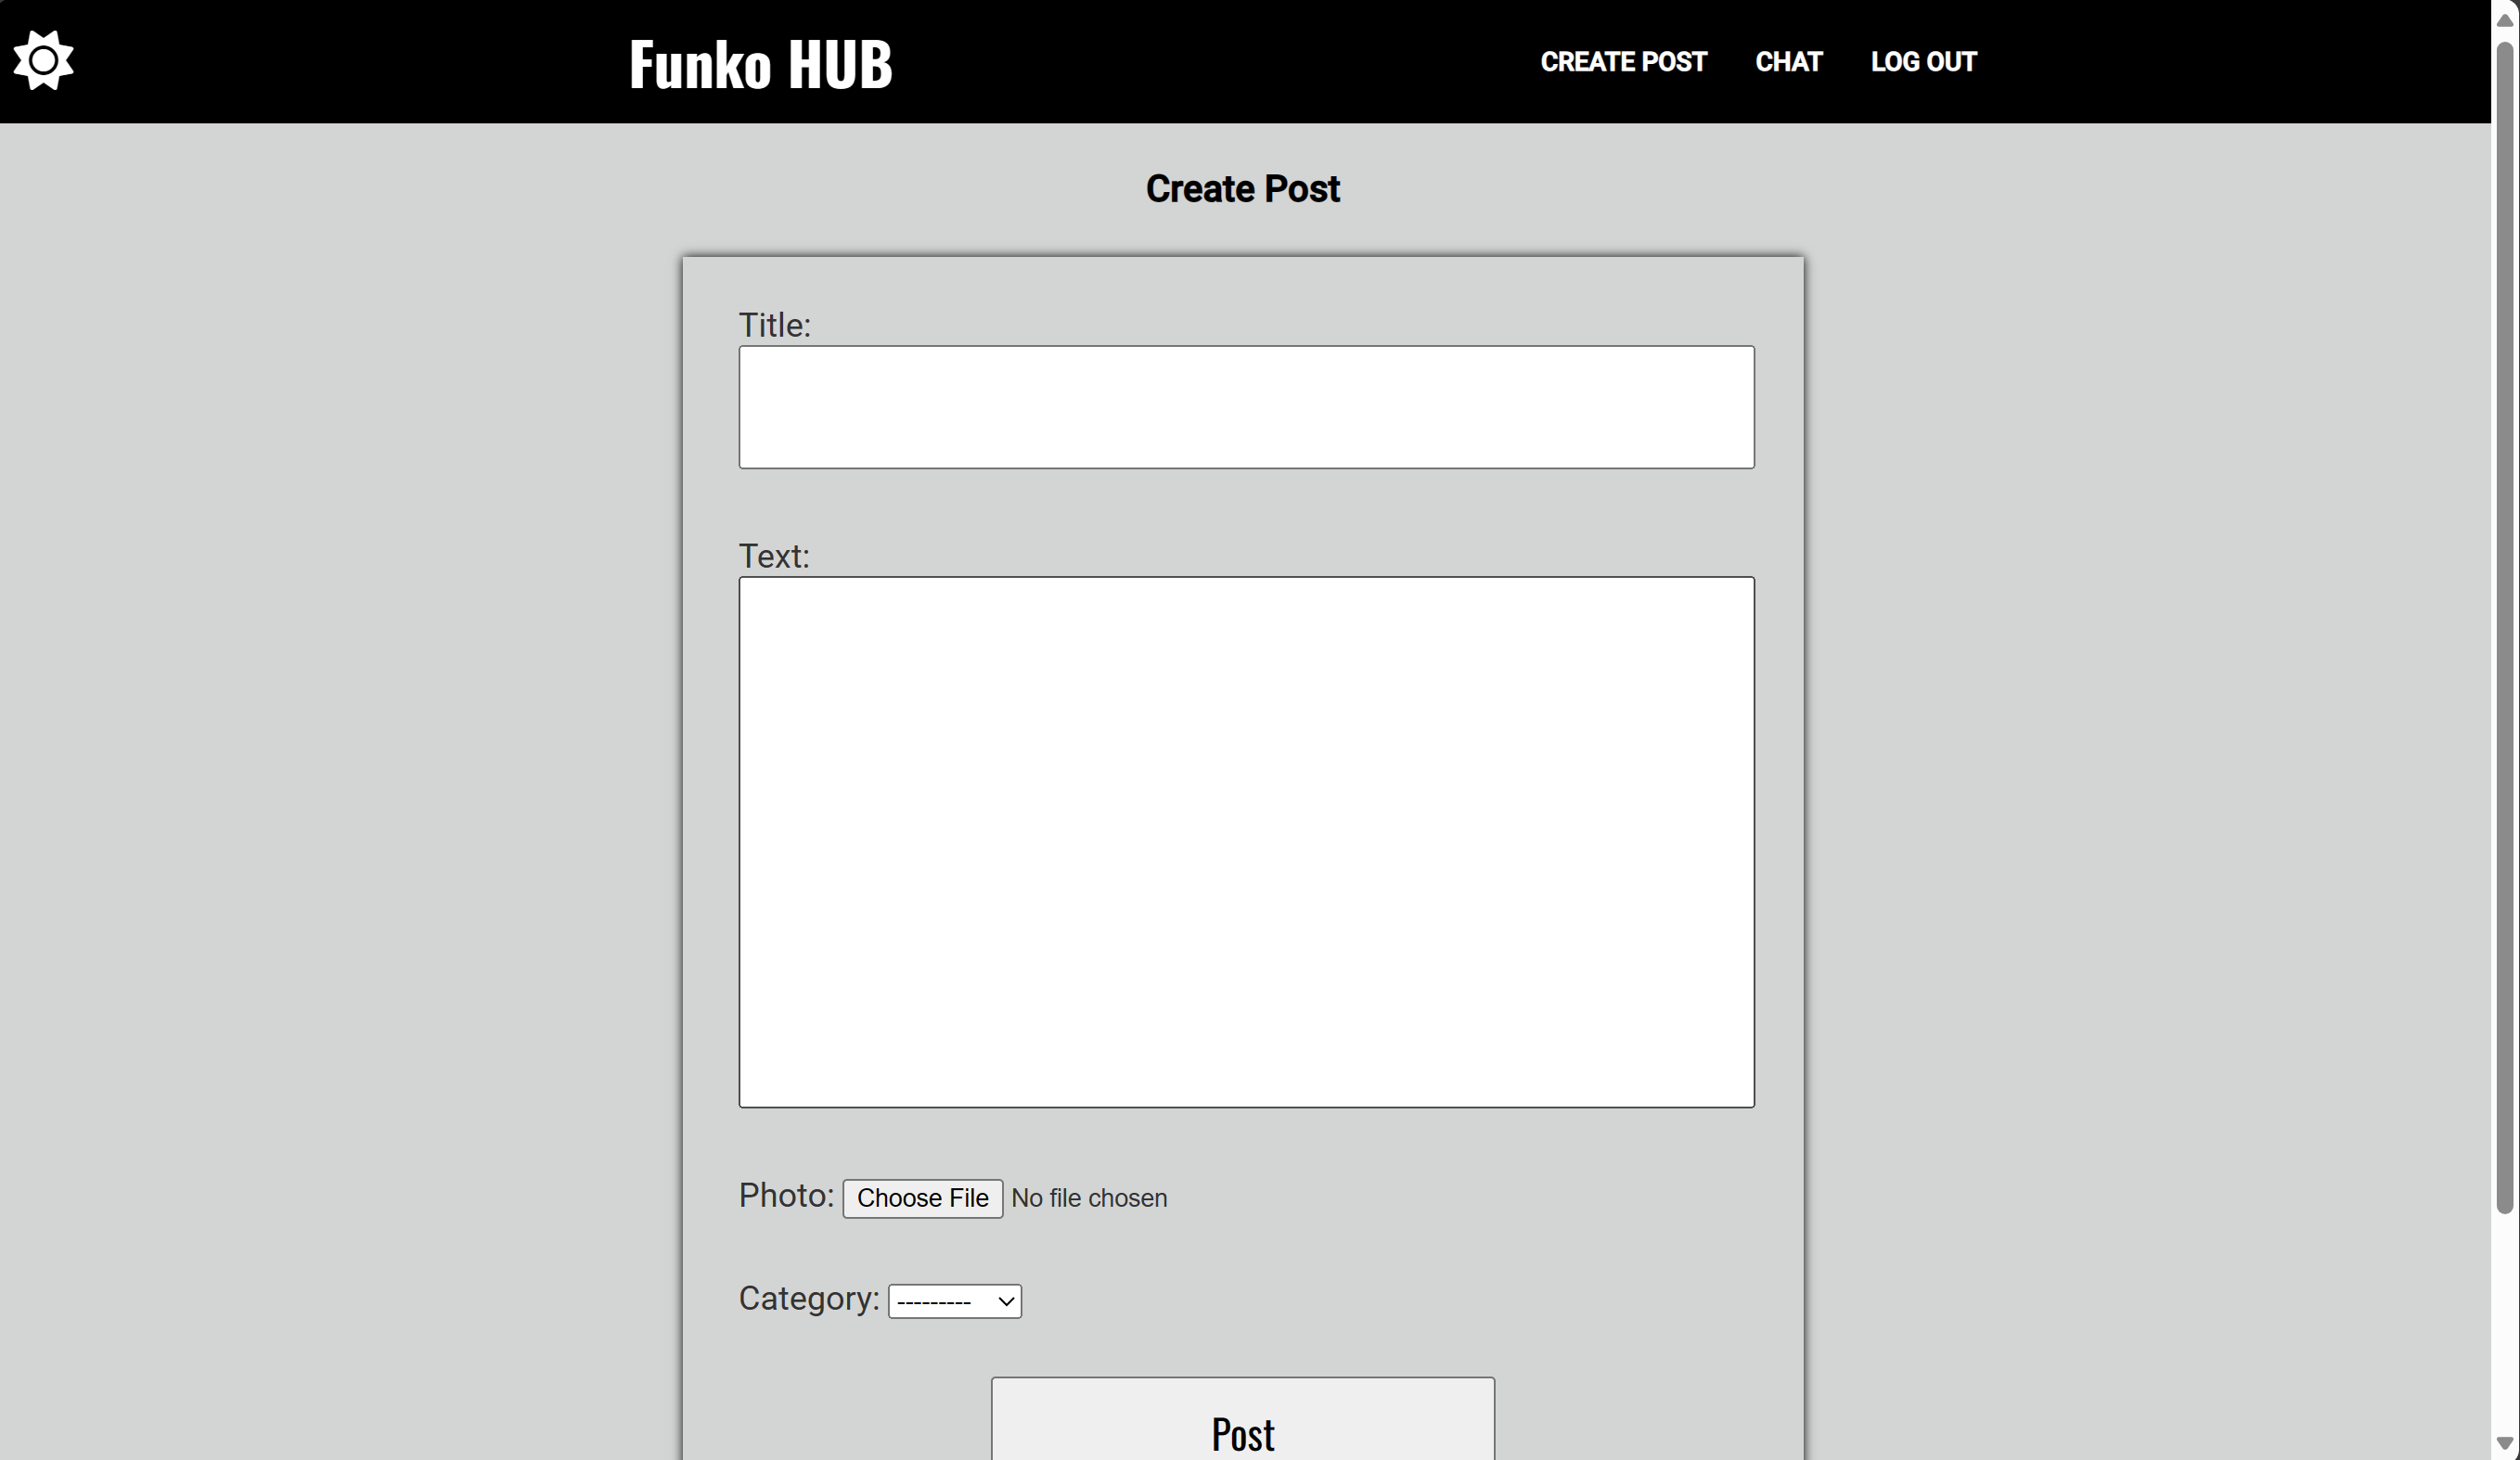 Funko HUB
CREATE POST CHAT LOG OUT
Create Post
Title:
Text:
Photo: Choose File No file chosen
Category: ---------
Post